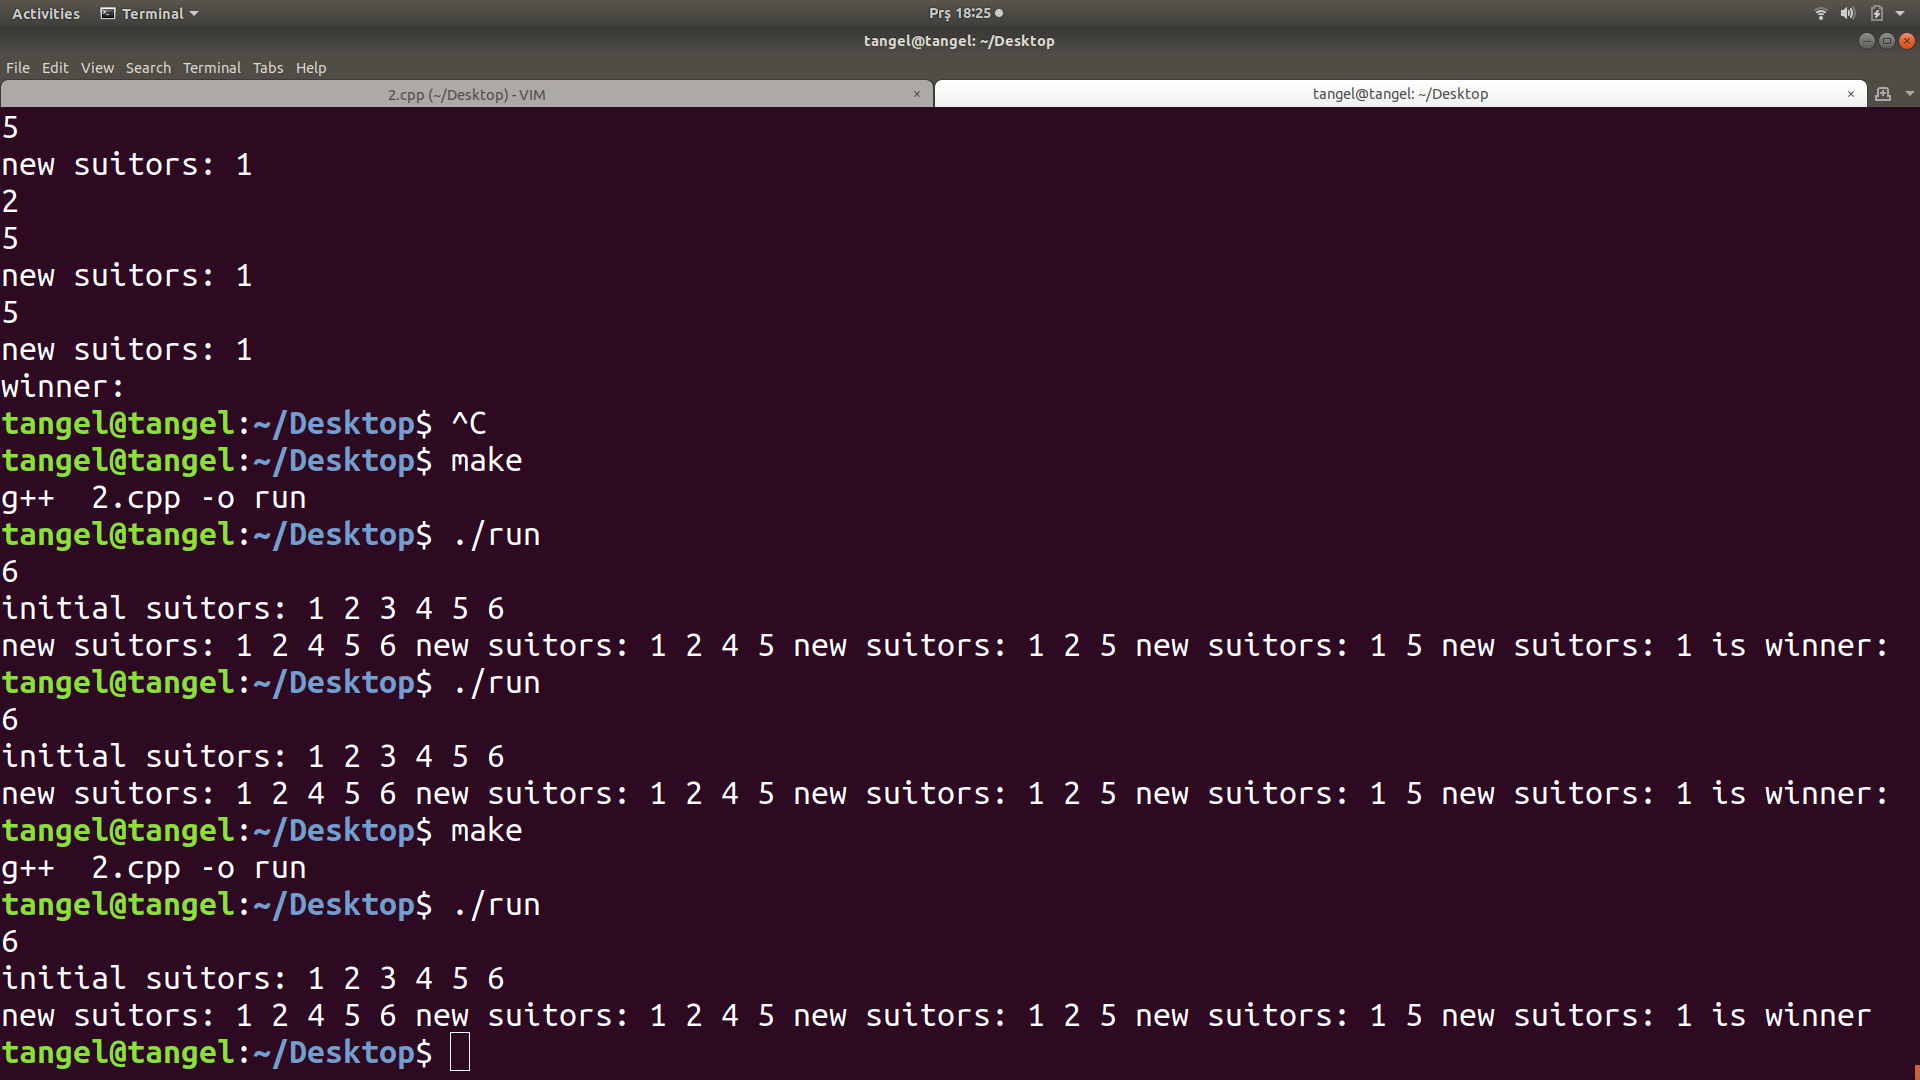 Activities Terminal Prş 18:25
tangel@tangel: ~/Desktop
File Edit View Search Terminal Tabs Help
2.cpp (~/Desktop) - VIM × tangel@tangel: ~/Desktop ×
5
new suitors: 1
2
5
new suitors: 1
5
new suitors: 1
winner:
tangel@tangel:~/Desktop$ ^C
tangel@tangel:~/Desktop$ make
g++  2.cpp -o run
tangel@tangel:~/Desktop$ ./run
6
initial suitors: 1 2 3 4 5 6
new suitors: 1 2 4 5 6 new suitors: 1 2 4 5 new suitors: 1 2 5 new suitors: 1 5 new suitors: 1 is winner:
tangel@tangel:~/Desktop$ ./run
6
initial suitors: 1 2 3 4 5 6
new suitors: 1 2 4 5 6 new suitors: 1 2 4 5 new suitors: 1 2 5 new suitors: 1 5 new suitors: 1 is winner:
tangel@tangel:~/Desktop$ make
g++  2.cpp -o run
tangel@tangel:~/Desktop$ ./run
6
initial suitors: 1 2 3 4 5 6
new suitors: 1 2 4 5 6 new suitors: 1 2 4 5 new suitors: 1 2 5 new suitors: 1 5 new suitors: 1 is winner
tangel@tangel:~/Desktop$